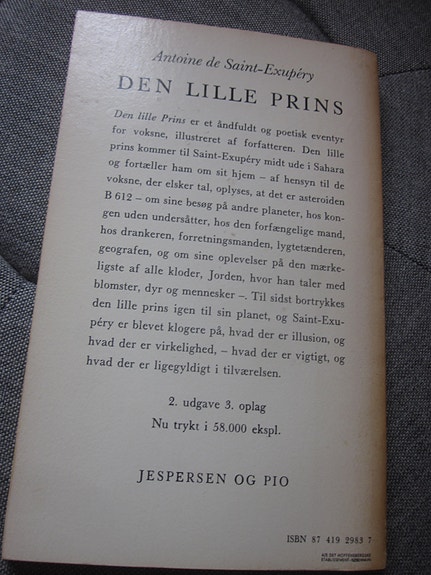 Antoine de Saint-Exupéry
DEN LILLE PRINS
Den lille Prins er et åndfuldt og poetisk eventyr
for voksne, illustreret af forfatteren. Den lille
prins kommer til Saint-Exupéry midt ude i Sahara
og fortæller ham om sit hjem – af hensyn til de
voksne, der elsker tal, oplyses, at det er asteroiden
B 612 – om sine besøg på andre planeter, hos kon-
gen uden undersåtter, hos den forfængelige mand,
hos drankeren, forretningsmanden, lygtetænderen,
geografen, og om sine oplevelser på den mærke-
ligste af alle kloder, Jorden, hvor han taler med
blomster, dyr og mennesker –. Til sidst bortrykkes
den lille prins igen til sin planet, og Saint-Exu-
péry er blevet klogere på, hvad der er illusion, og
hvad der er virkelighed, – hvad der er vigtigt, og
hvad der er ligegyldigt i tilværelsen.
2. udgave 3. oplag
Nu trykt i 58.000 ekspl.
JESPERSEN OG PIO
ISBN 87 419 2983 7
A/S DET HOFFENSBERGSKE
ETABLISSEMENT · KØBENHAVN